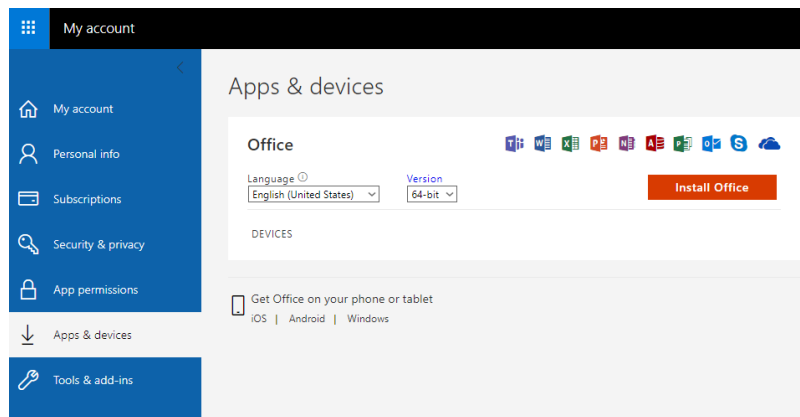 My account
My account
Personal info
Subscriptions
Security & privacy
App permissions
Apps & devices
Tools & add-ins
Apps & devices
Office
Language
Version
English (United States)
64-bit
Install Office
DEVICES
Get Office on your phone or tablet
iOS | Android | Windows